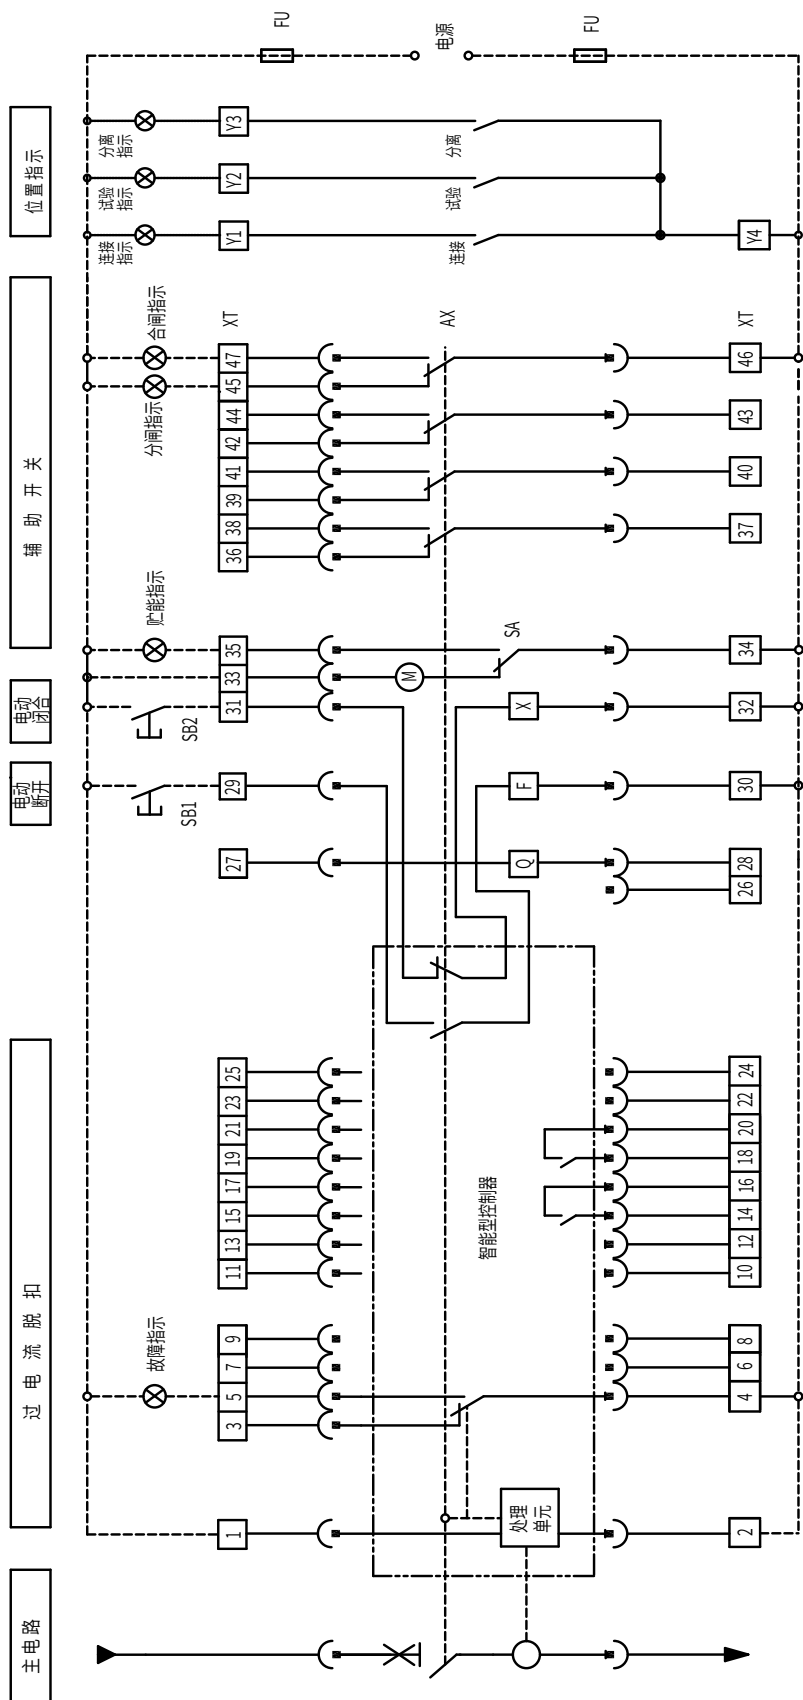 主电路
过电流脱扣
电动
断开
电动
闭合
辅助开关
位置指示
故障指示
SB1
SB2
贮能指示
分闸指示
合闸指示
连接
指示
试验
指示
分离
指示
FU
XT
1
3
5
7
9
11
13
15
17
19
21
23
25
27
29
31
33
35
36
38
39
41
42
44
45
47
Y1
Y2
Y3
M
AX
电源
连接
试验
分离
智能型控制器
处理
单元
Q
F
X
SA
FU
XT
2
4
6
8
10
12
14
16
18
20
22
24
26
28
30
32
34
37
40
43
46
Y4